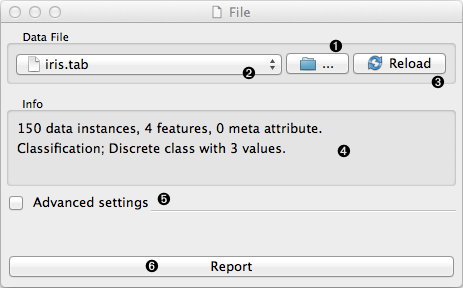 File
Data File
❶
iris.tab ❷ ... Reload
❸
Info
150 data instances, 4 features, 0 meta attribute.
Classification; Discrete class with 3 values. ❹
Advanced settings ❺
❻ Report